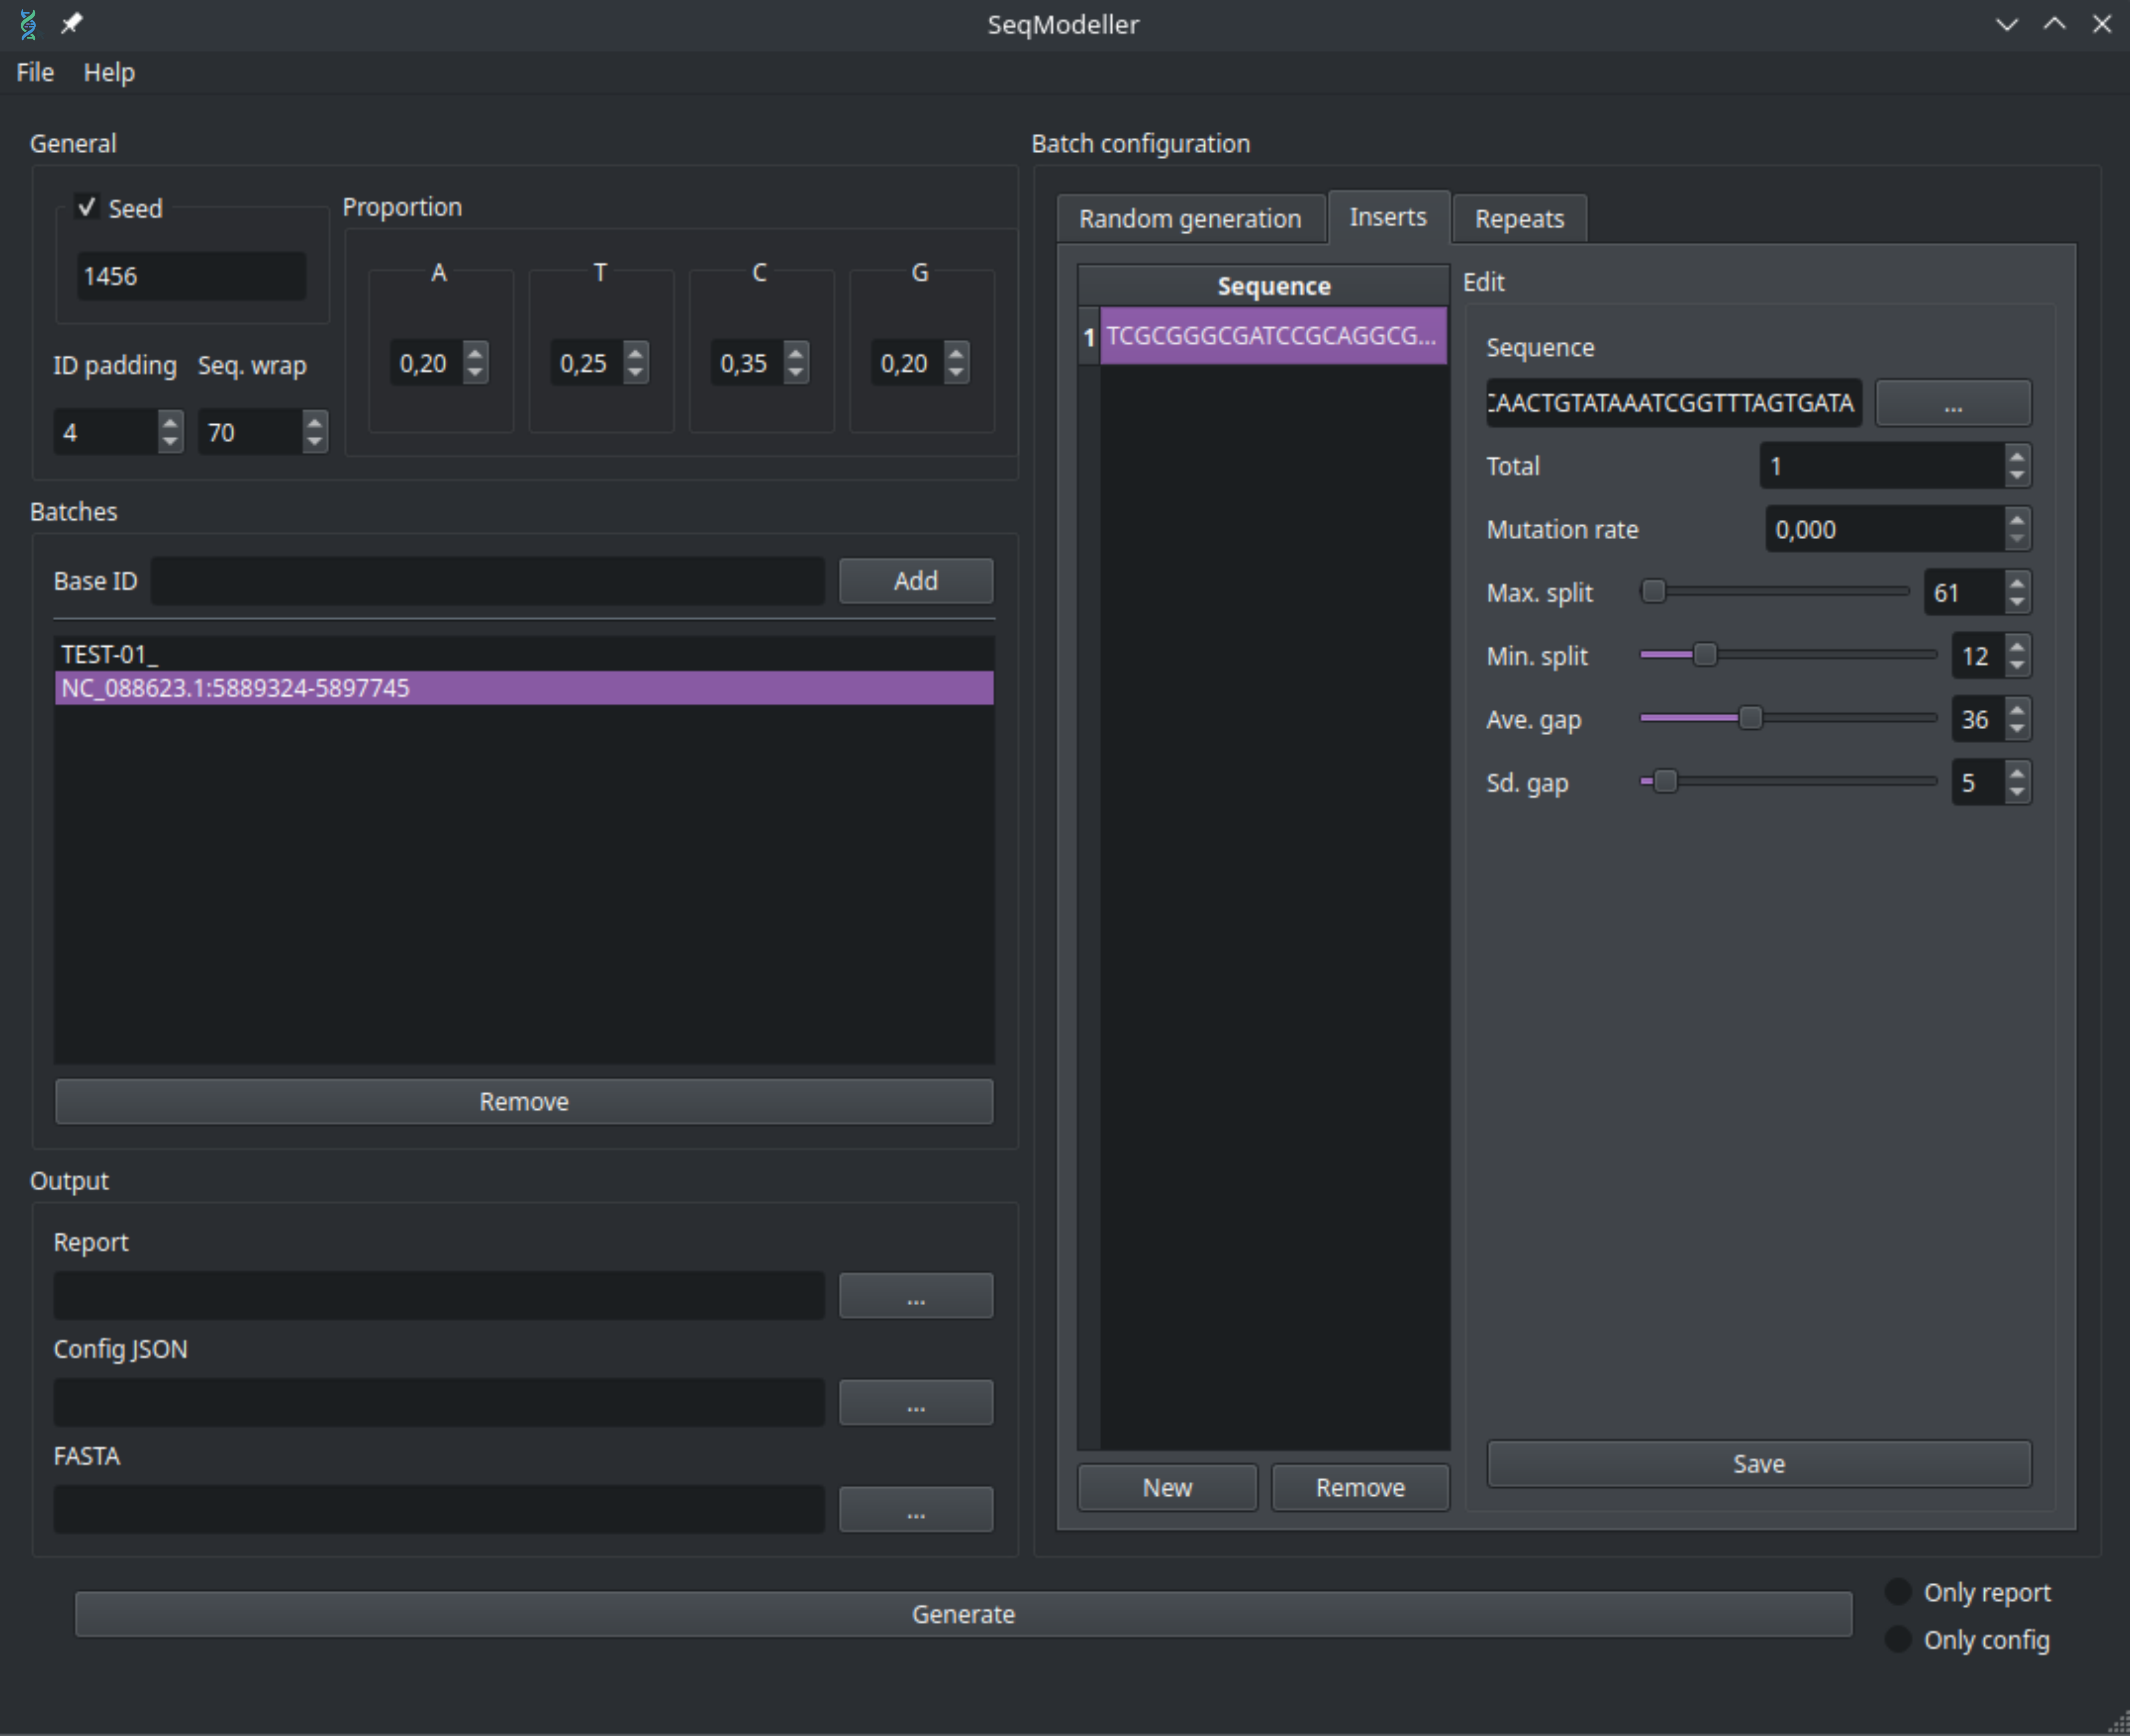 SeqModeller
File Help
General
Seed
1456
ID padding Seq. wrap
4 70
Proportion
A T C G
0,20 0,25 0,35 0,20
Batches
Base ID Add
TEST-01_
NC_088623.1:5889324-5897745
Remove
Output
Report
...
Config JSON
...
FASTA
...
Batch configuration
Random generation Inserts Repeats
Sequence
1 TCGCGGGCGATCCGCAGGCG...
New Remove
Edit
Sequence
CAACTGTATAAATCGGTTTAGTGATA ...
Total 1
Mutation rate 0,000
Max. split 61
Min. split 12
Ave. gap 36
Sd. gap 5
Save
Generate
Only report
Only config